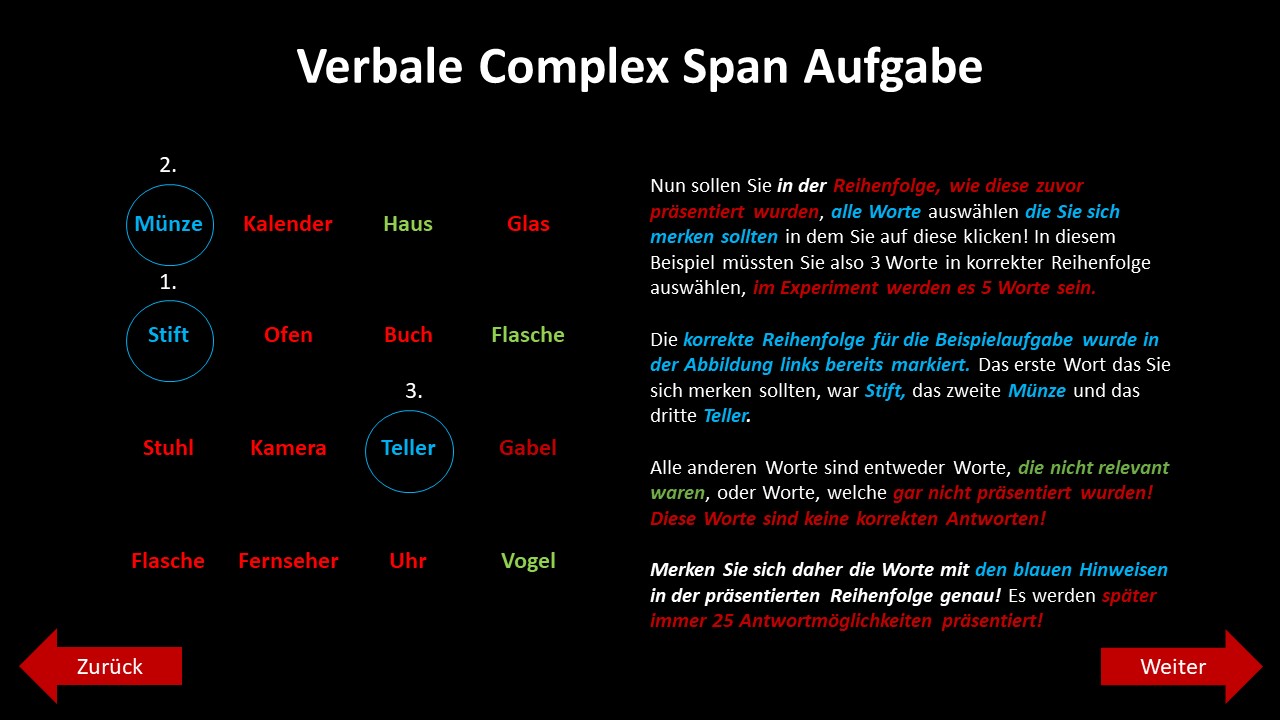 Verbale Complex Span Aufgabe
2.
Münze Kalender Haus Glas
1.
Stift Ofen Buch Flasche
3.
Stuhl Kamera Teller Gabel
Flasche Fernseher Uhr Vogel
Nun sollen Sie in der Reihenfolge, wie diese zuvor
präsentiert wurden, alle Worte auswählen die Sie sich
merken sollten in dem Sie auf diese klicken! In diesem
Beispiel müssten Sie also 3 Worte in korrekter Reihenfolge
auswählen, im Experiment werden es 5 Worte sein.
Die korrekte Reihenfolge für die Beispielaufgabe wurde in
der Abbildung links bereits markiert. Das erste Wort das Sie
sich merken sollten, war Stift, das zweite Münze und das
dritte Teller.
Alle anderen Worte sind entweder Worte, die nicht relevant
waren, oder Worte, welche gar nicht präsentiert wurden!
Diese Worte sind keine korrekten Antworten!
Merken Sie sich daher die Worte mit den blauen Hinweisen
in der präsentierten Reihenfolge genau! Es werden später
immer 25 Antwortmöglichkeiten präsentiert!
Zurück
Weiter